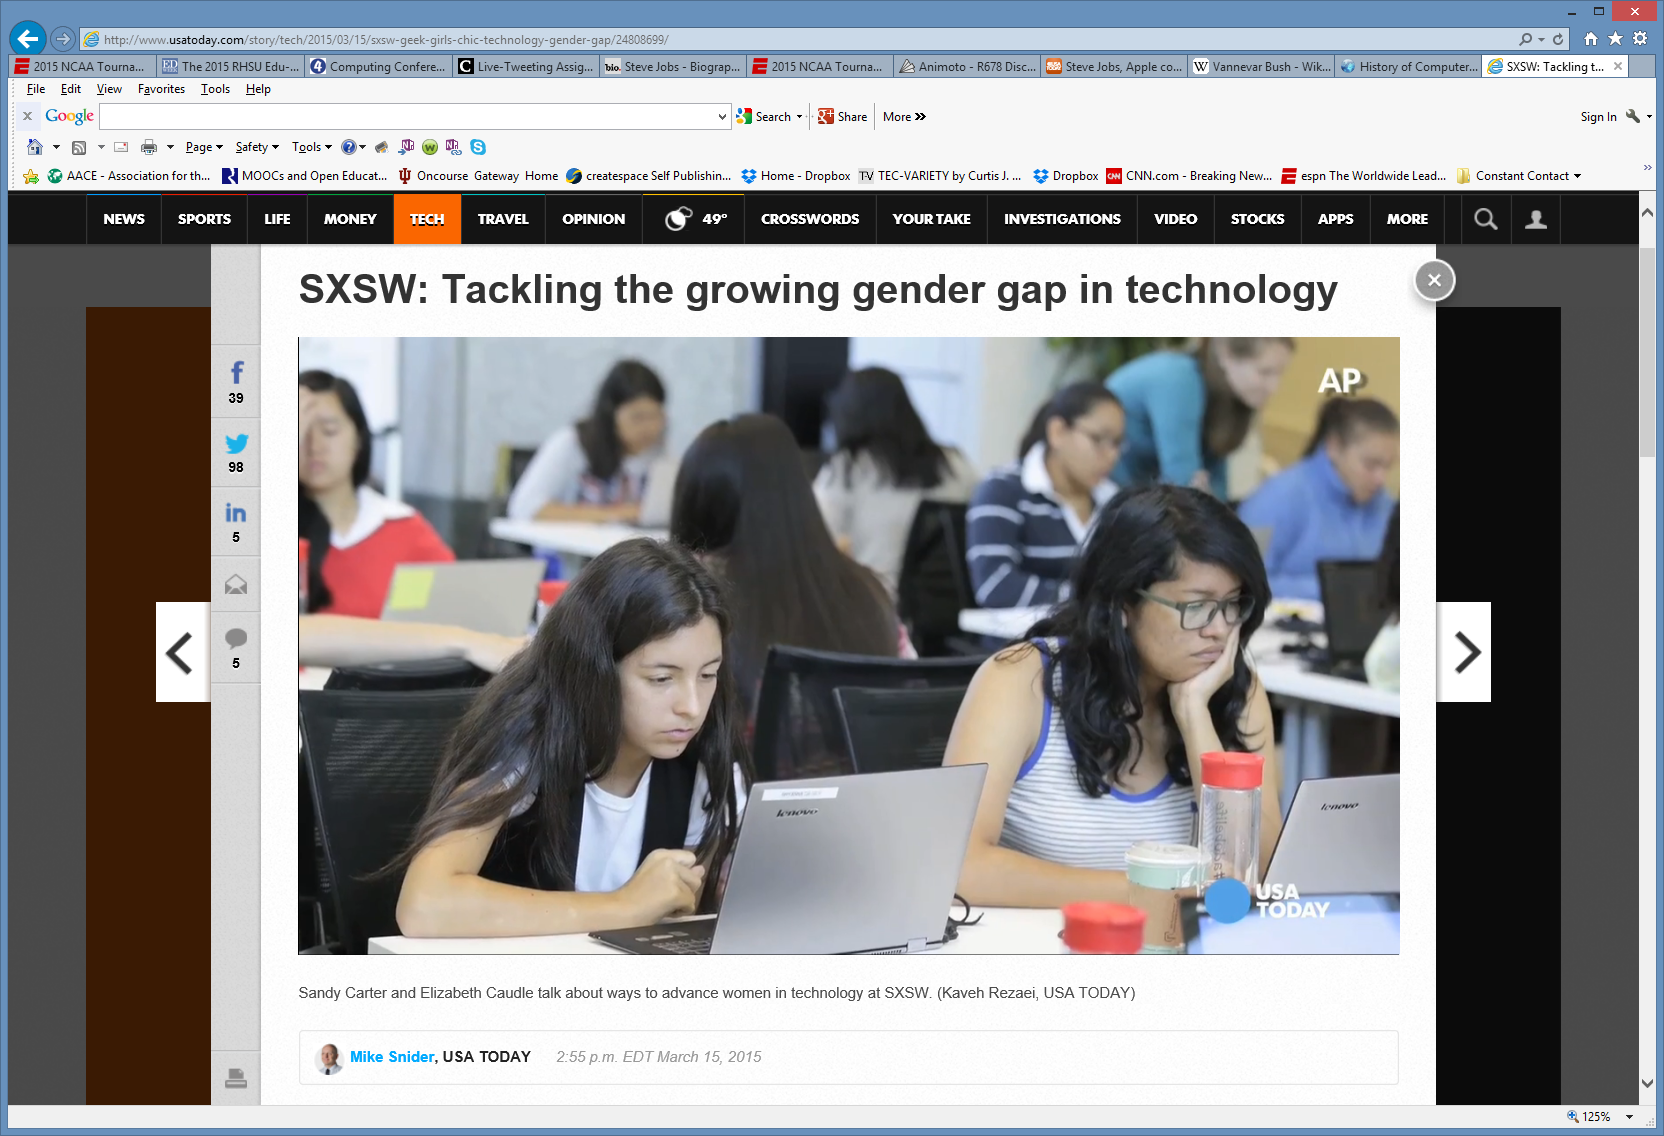 http://www.usatoday.com/story/tech/2015/03/15/sxsw-geek-girls-chic-technology-gender-gap/24808699/
2015 NCAA Tourna... The 2015 RHSU Edu-... Computing Confere... Live-Tweeting Assig... bio. Steve Jobs - Biograp... 2015 NCAA Tourna... Animoto - R678 Disc... Steve Jobs, Apple co... W Vannevar Bush - Wik... History of Computer... SXSW: Tackling t...
File Edit View Favorites Tools Help
x Google Search Share More » Sign In
Page Safety Tools
AACE - Association for th... MOOCs and Open Educat... Oncourse Gateway Home createspace Self Publishin... Home - Dropbox TV TEC-VARIETY by Curtis J. ... Dropbox CNN CNN.com - Breaking New... espn The Worldwide Lead... Constant Contact
NEWS SPORTS LIFE MONEY TECH TRAVEL OPINION 49° CROSSWORDS YOUR TAKE INVESTIGATIONS VIDEO STOCKS APPS MORE
SXSW: Tackling the growing gender gap in technology
AP
39
98
in
5
5
lenovo
lenovo
USA
TODAY
Sandy Carter and Elizabeth Caudle talk about ways to advance women in technology at SXSW. (Kaveh Rezaei, USA TODAY)
Mike Snider, USA TODAY 2:55 p.m. EDT March 15, 2015
125%